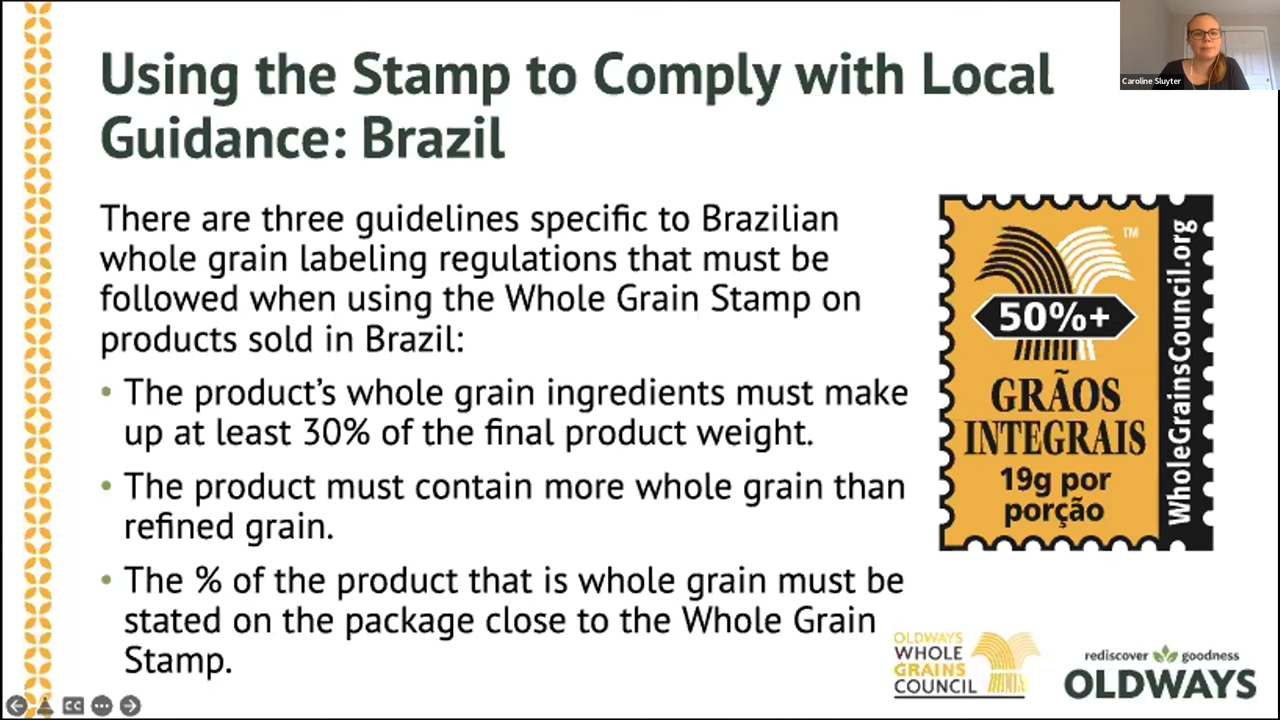 Using the Stamp to Comply with Local
Guidance: Brazil
Caroline Sluyter
There are three guidelines specific to Brazilian
whole grain labeling regulations that must be
followed when using the Whole Grain Stamp on
products sold in Brazil:
• The product’s whole grain ingredients must make
up at least 30% of the final product weight.
• The product must contain more whole grain than
refined grain.
• The % of the product that is whole grain must be
stated on the package close to the Whole Grain
Stamp.
TM
50%+
GRÃOS
INTEGRAIS
19g por
porção
WholeGrainsCouncil.org
OLDWAYS
WHOLE
GRAINS
COUNCIL
rediscover goodness
OLDWAYS
CC